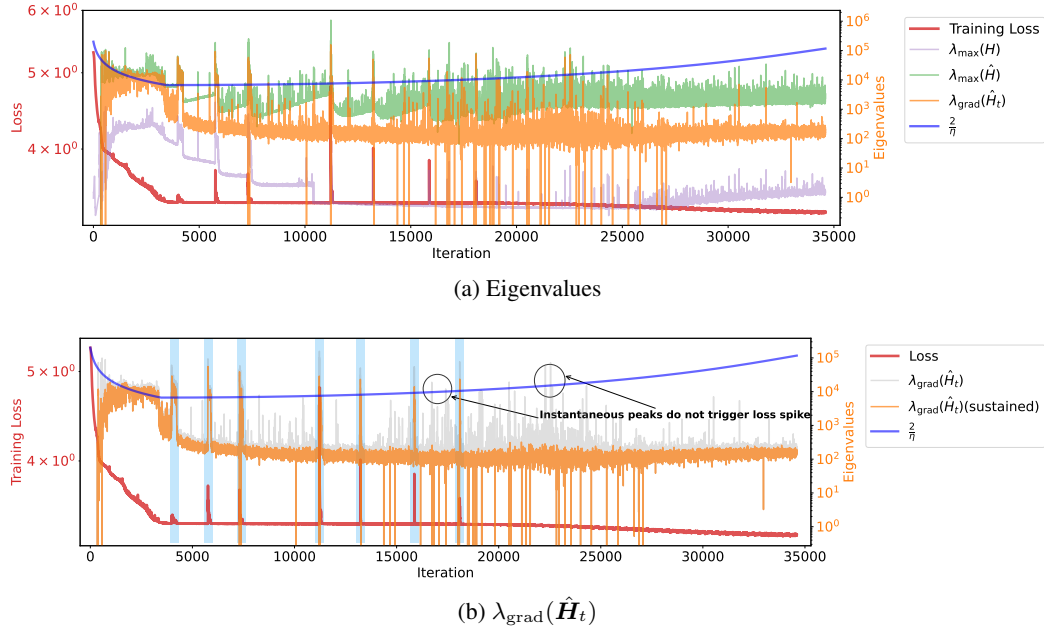 6 × 10⁰
5 × 10⁰
4 × 10⁰
Loss
10⁶
10⁵
10⁴
10³
10²
10¹
10⁰
Eigenvalues
0 5000 10000 15000 20000 25000 30000 35000
Iteration
Training Loss
λmax(H)
λmax(Ĥ)
λgrad(Ĥt)
2/η
(a) Eigenvalues
5 × 10⁰
4 × 10⁰
Training Loss
Instantaneous peaks do not trigger loss spike
10⁵
10⁴
10³
10²
10¹
10⁰
Eigenvalues
0 5000 10000 15000 20000 25000 30000 35000
Iteration
Loss
λgrad(Ĥt)
λgrad(Ĥt)(sustained)
2/η
(b) λgrad(Ĥt)